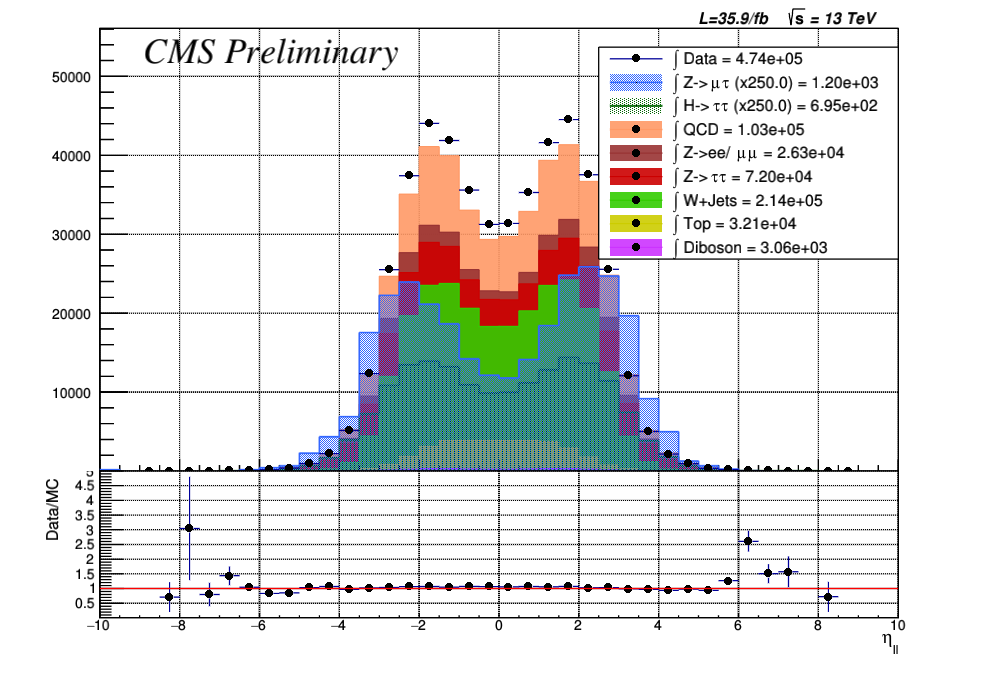 L=35.9/fb √s = 13 TeV
CMS Preliminary
∫ Data = 4.74e+05
∫ Z->μτ (x250.0) = 1.20e+03
∫ H->ττ (x250.0) = 6.95e+02
∫ QCD = 1.03e+05
∫ Z->ee/ μμ = 2.63e+04
∫ Z->ττ = 7.20e+04
∫ W+Jets = 2.14e+05
∫ Top = 3.21e+04
∫ Diboson = 3.06e+03
50000
40000
30000
20000
10000
Data/MC
5
4.5
4
3.5
3
2.5
2
1.5
1
0.5
−10 −8 −6 −4 −2 0 2 4 6 8 10
η_ll